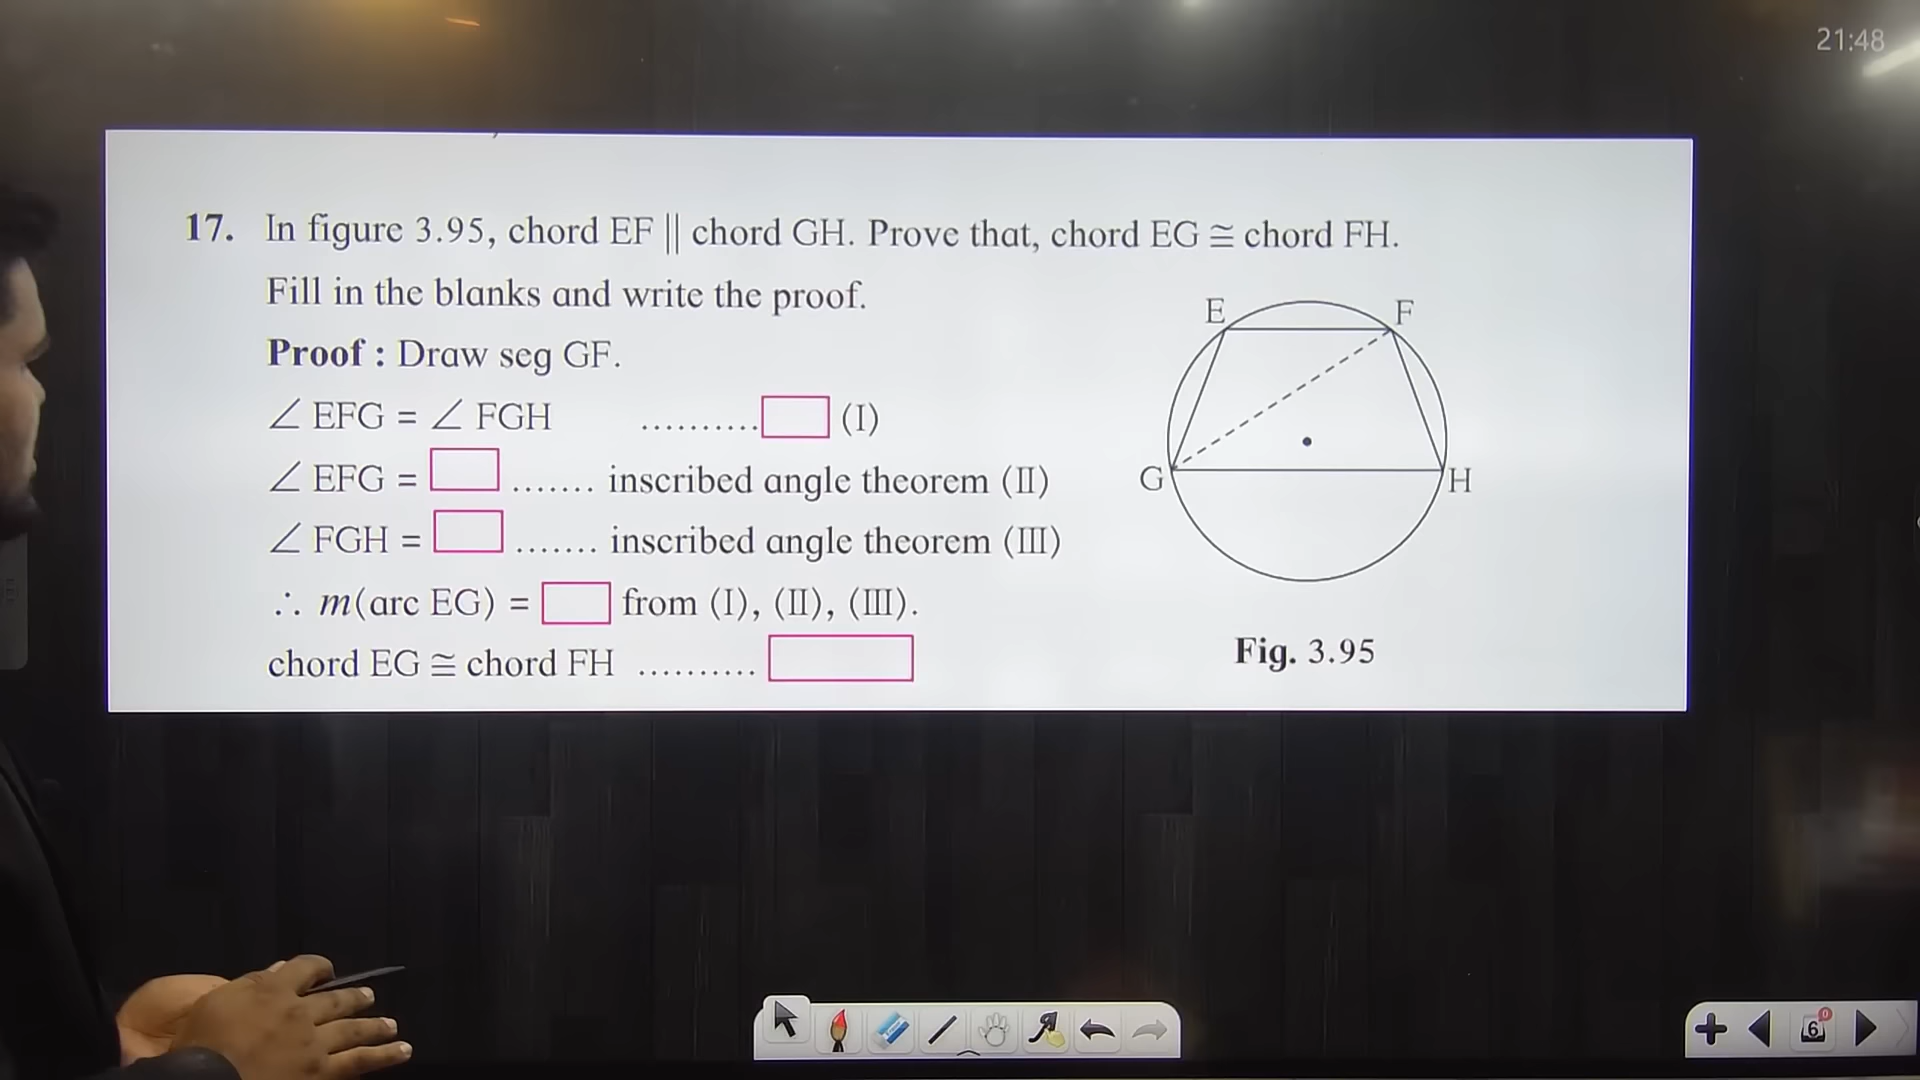 21:48
17. In figure 3.95, chord EF || chord GH. Prove that, chord EG ≅ chord FH.
Fill in the blanks and write the proof.
Proof : Draw seg GF.
∠ EFG = ∠ FGH .......... (I)
∠ EFG = ....... inscribed angle theorem (II)
∠ FGH = ....... inscribed angle theorem (III)
∴ m(arc EG) = from (I), (II), (III).
chord EG ≅ chord FH ..........
E F
G H
Fig. 3.95
6 0